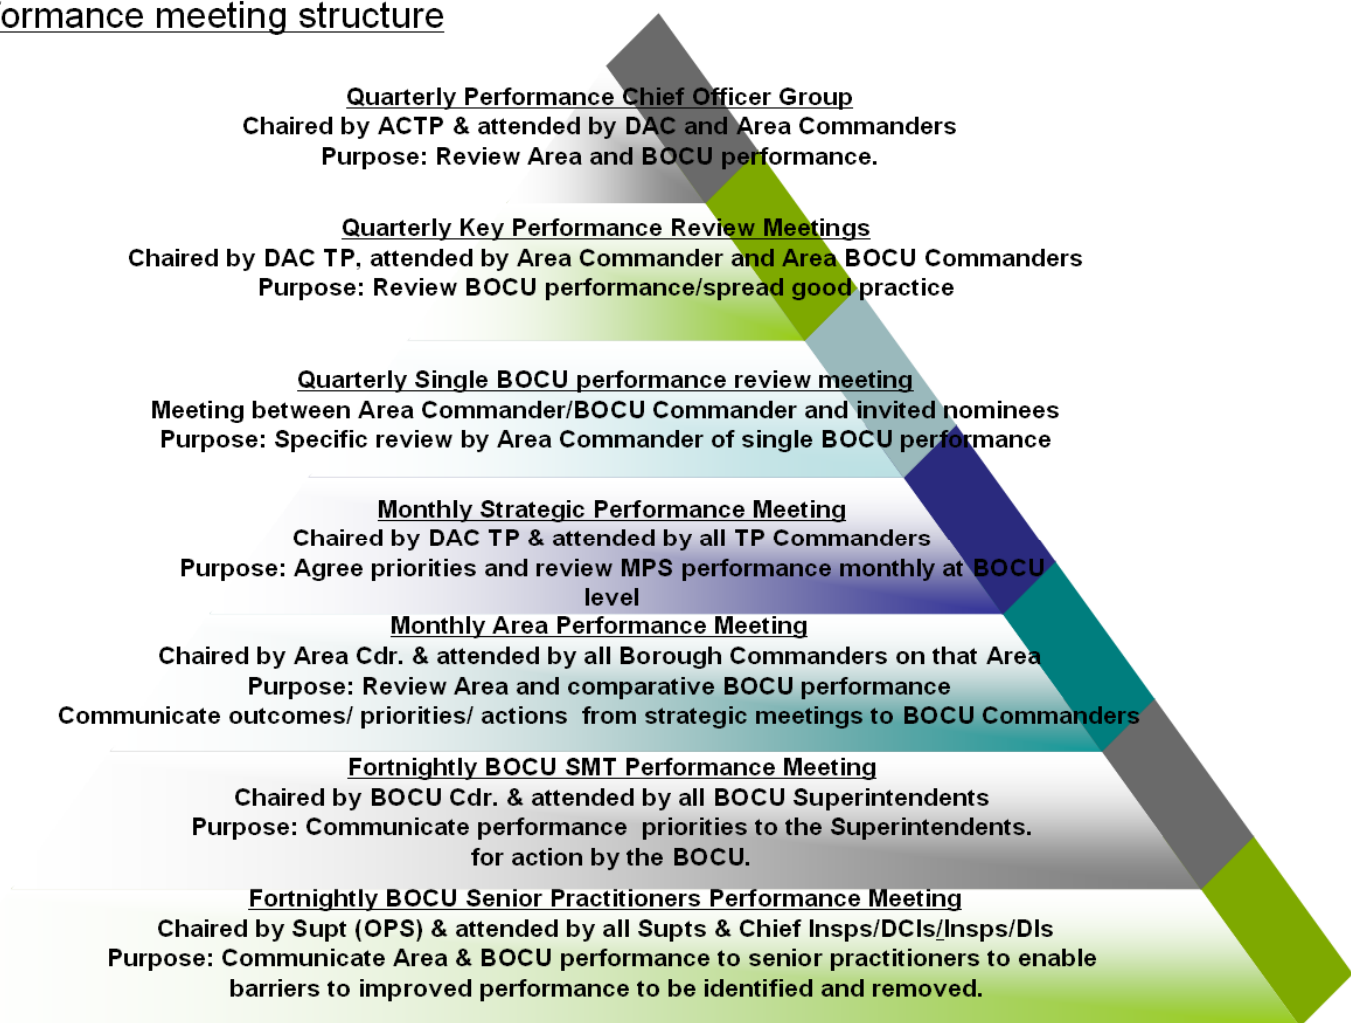 ormance meeting structure
Quarterly Performance Chief Officer Group
Chaired by ACTP & attended by DAC and Area Commanders
Purpose: Review Area and BOCU performance.
Quarterly Key Performance Review Meetings
Chaired by DAC TP, attended by Area Commander and Area BOCU Commanders
Purpose: Review BOCU performance/spread good practice
Quarterly Single BOCU performance review meeting
Meeting between Area Commander/BOCU Commander and invited nominees
Purpose: Specific review by Area Commander of single BOCU performance
Monthly Strategic Performance Meeting
Chaired by DAC TP & attended by all TP Commanders
Purpose: Agree priorities and review MPS performance monthly at BOCU
level
Monthly Area Performance Meeting
Chaired by Area Cdr. & attended by all Borough Commanders on that Area
Purpose: Review Area and comparative BOCU performance
Communicate outcomes/ priorities/ actions  from strategic meetings to BOCU Commanders
Fortnightly BOCU SMT Performance Meeting
Chaired by BOCU Cdr. & attended by all BOCU Superintendents
Purpose: Communicate performance  priorities to the Superintendents.
for action by the BOCU.
Fortnightly BOCU Senior Practitioners Performance Meeting
Chaired by Supt (OPS) & attended by all Supts & Chief Insps/DCIs/Insps/DIs
Purpose: Communicate Area & BOCU performance to senior practitioners to enable
barriers to improved performance to be identified and removed.